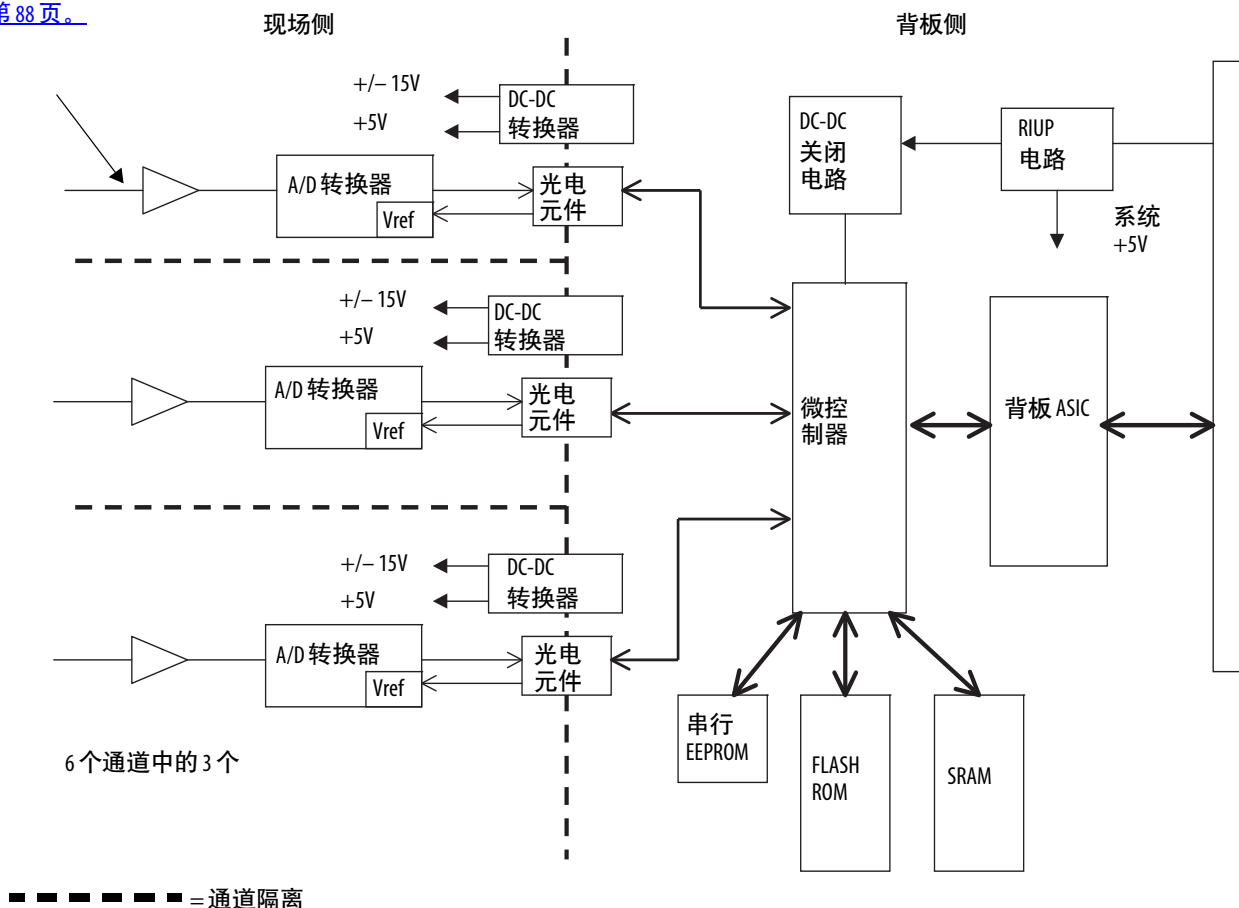 第 88 页。
现场侧
背板侧
+/– 15V
+5V
DC-DC
转换器
A/D 转换器
Vref
光电
元件
DC-DC
关闭
电路
RIUP
电路
系统
+5V
+/– 15V
+5V
DC-DC
转换器
A/D 转换器
Vref
光电
元件
微控
制器
背板 ASIC
+/– 15V
+5V
DC-DC
转换器
A/D 转换器
Vref
光电
元件
串行
EEPROM
FLASH
ROM
SRAM
6 个通道中的 3 个
= 通道隔离